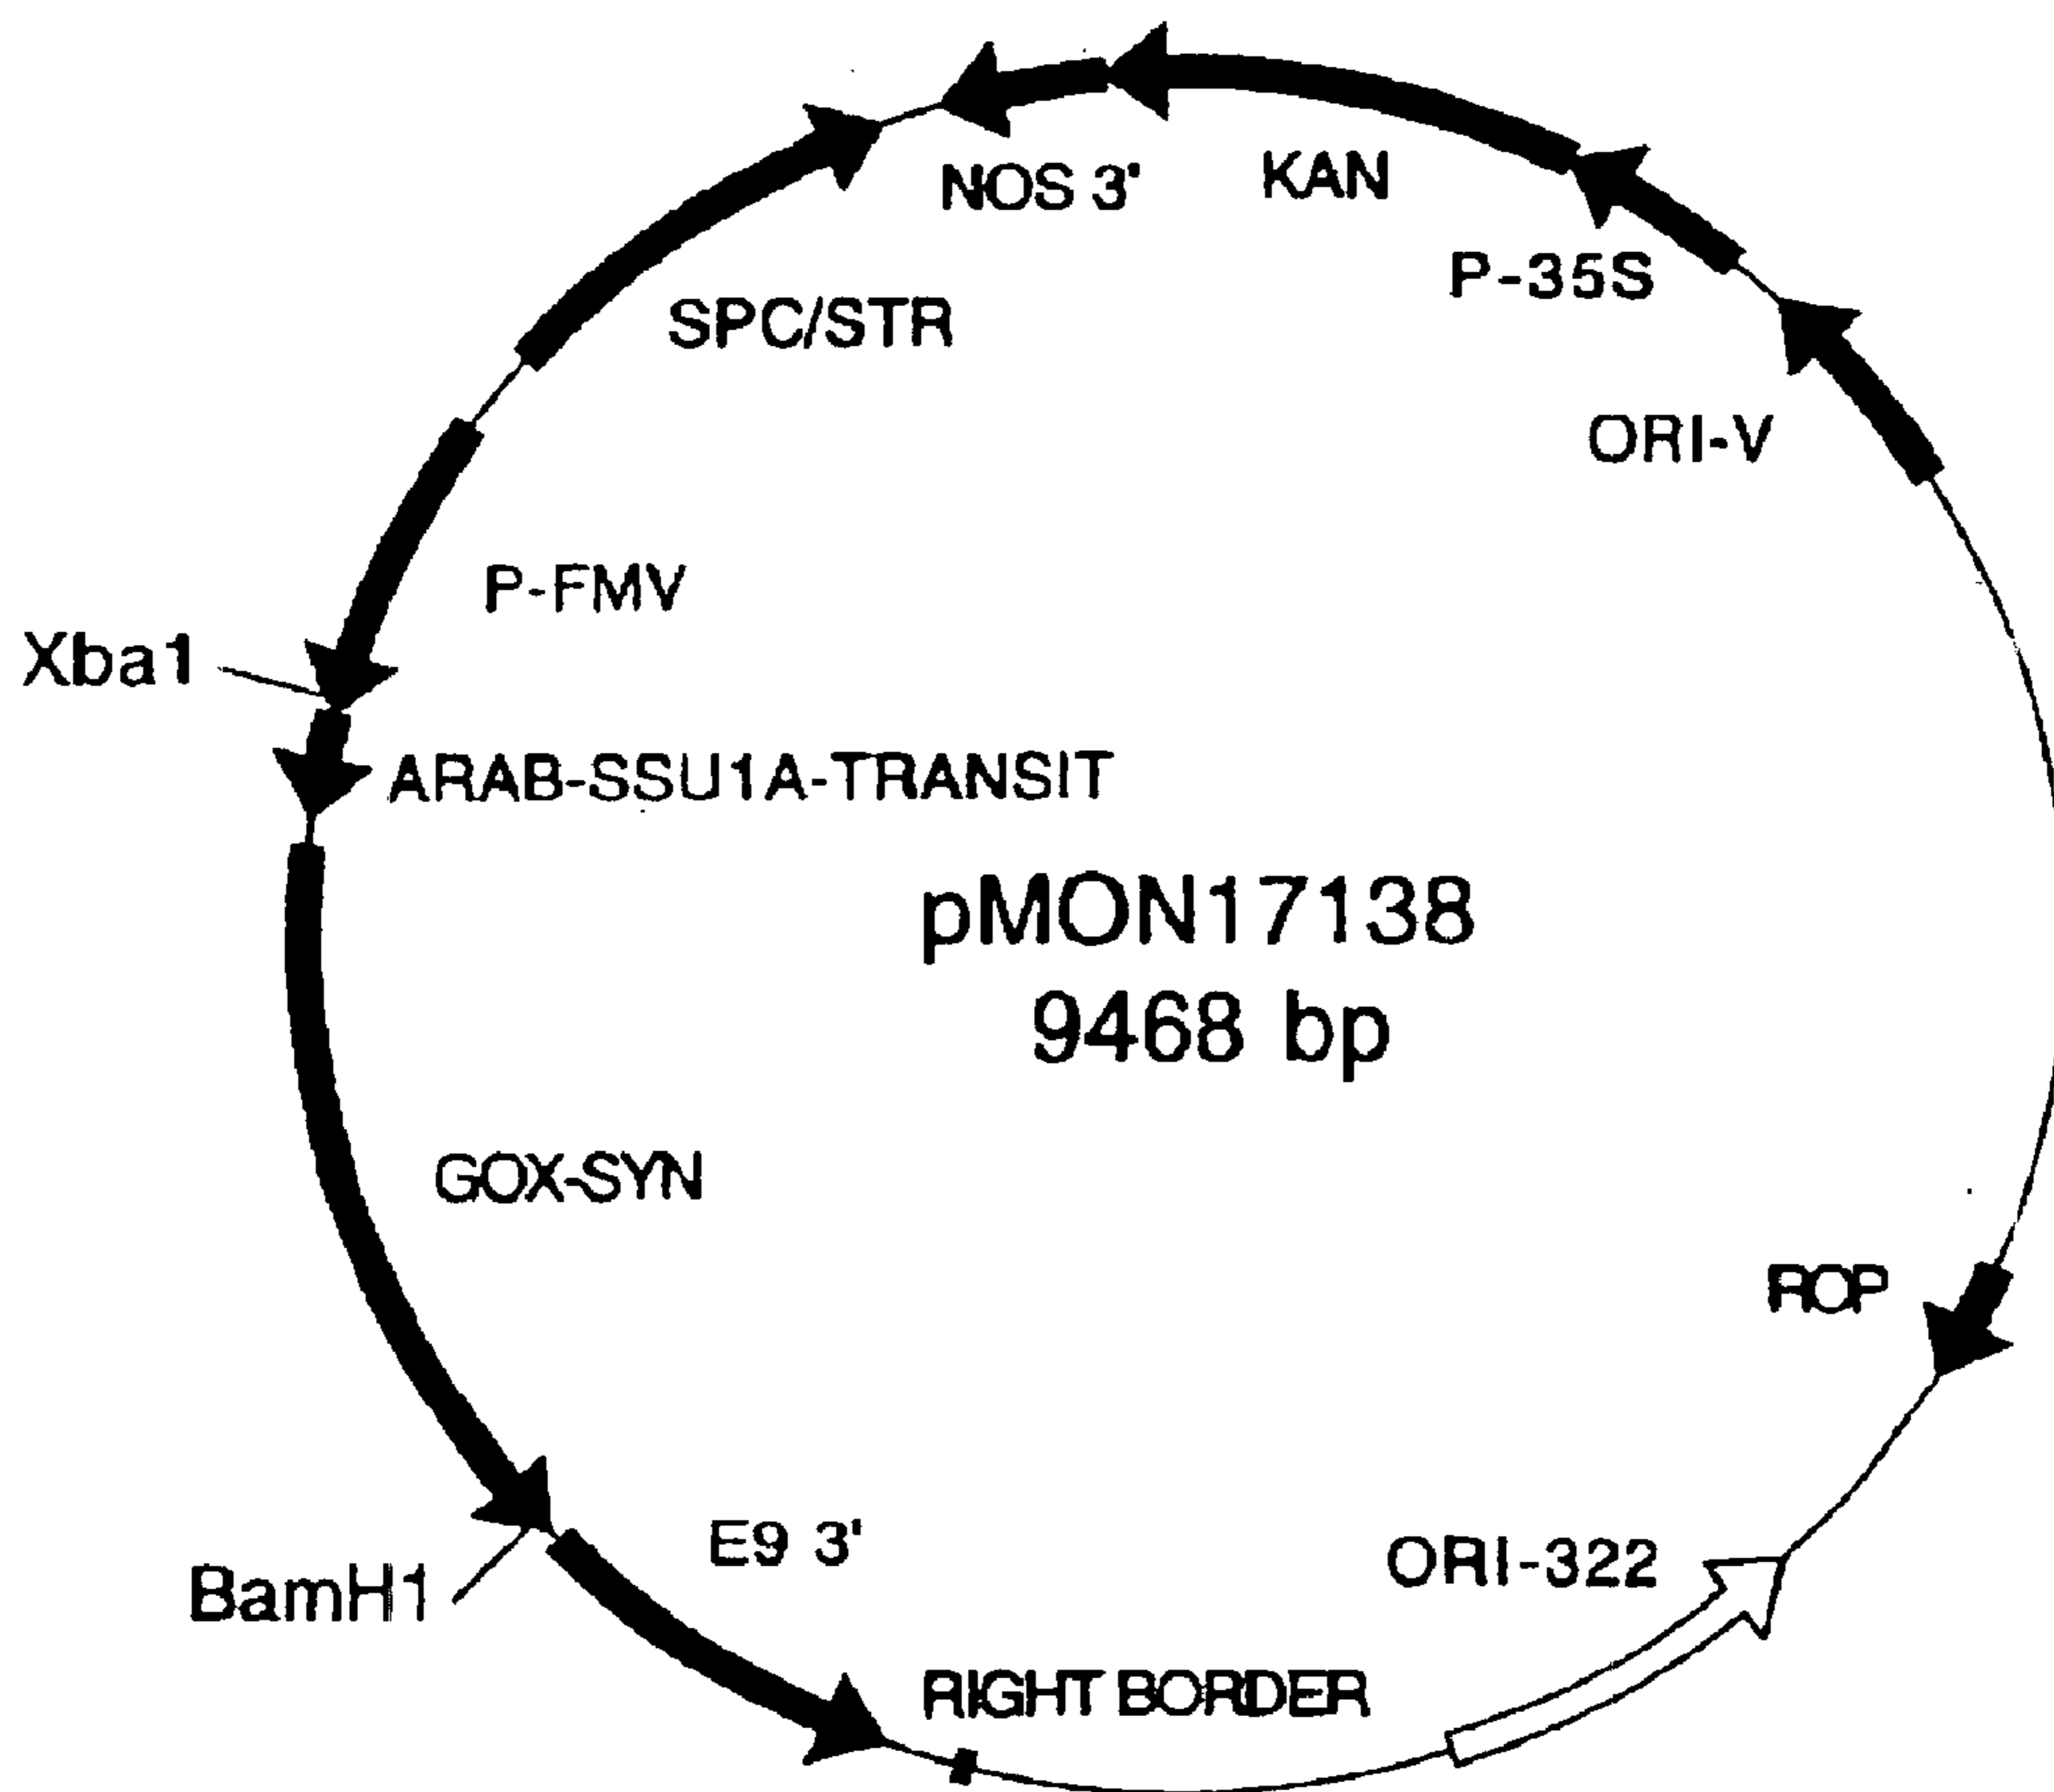 NOS 3'
KAN
P-35S
SPC/STR
ORI-V
P-FMV
Xba1
ARAB-SSU1A-TRANSIT
pMON17138
9468 bp
GOX-SYN
ROP
E9 3'
ORI-322
BamH1
RIGHT BORDER